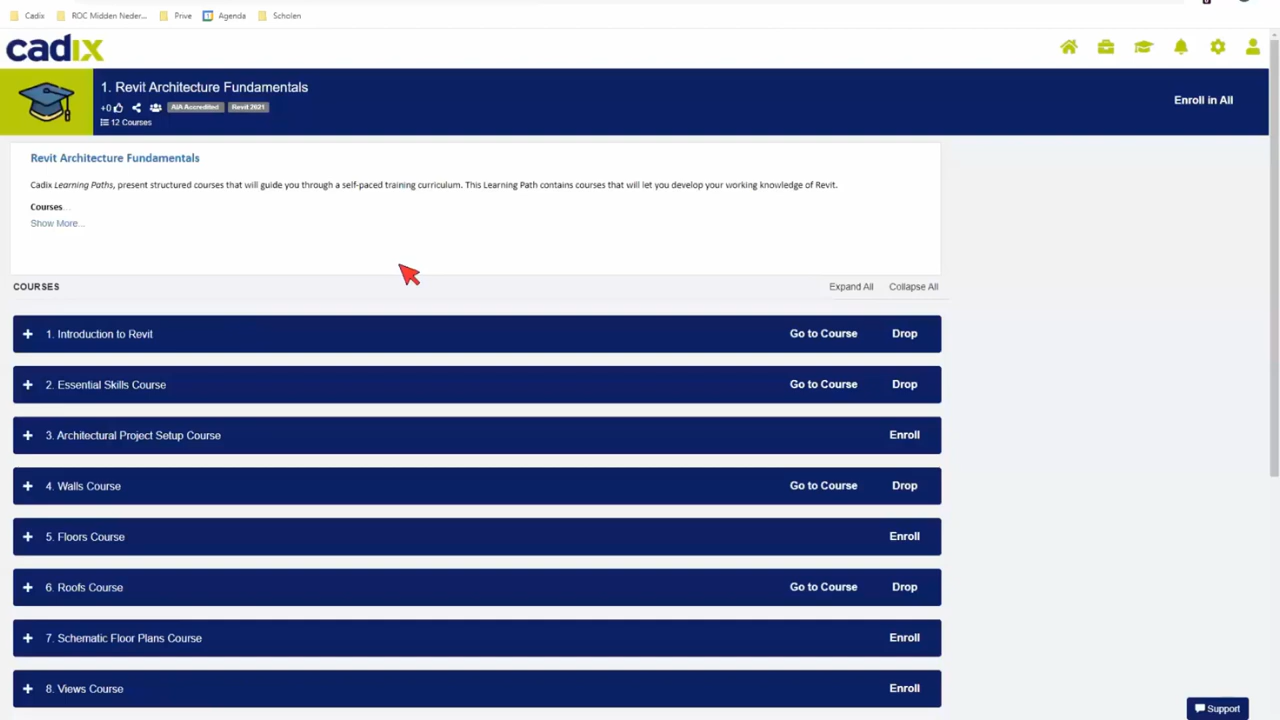 Cadix ROC Midden Neder... Prive Agenda Scholen
cadix
1. Revit Architecture Fundamentals
+0 AIA Accredited Revit 2021
12 Courses
Enroll in All
Revit Architecture Fundamentals
Cadix Learning Paths, present structured courses that will guide you through a self-paced training curriculum. This Learning Path contains courses that will let you develop your working knowledge of Revit.
Courses...
Show More...
COURSES Expand All Collapse All
1. Introduction to Revit Go to Course Drop
2. Essential Skills Course Go to Course Drop
3. Architectural Project Setup Course Enroll
4. Walls Course Go to Course Drop
5. Floors Course Enroll
6. Roofs Course Go to Course Drop
7. Schematic Floor Plans Course Enroll
8. Views Course Enroll
Support